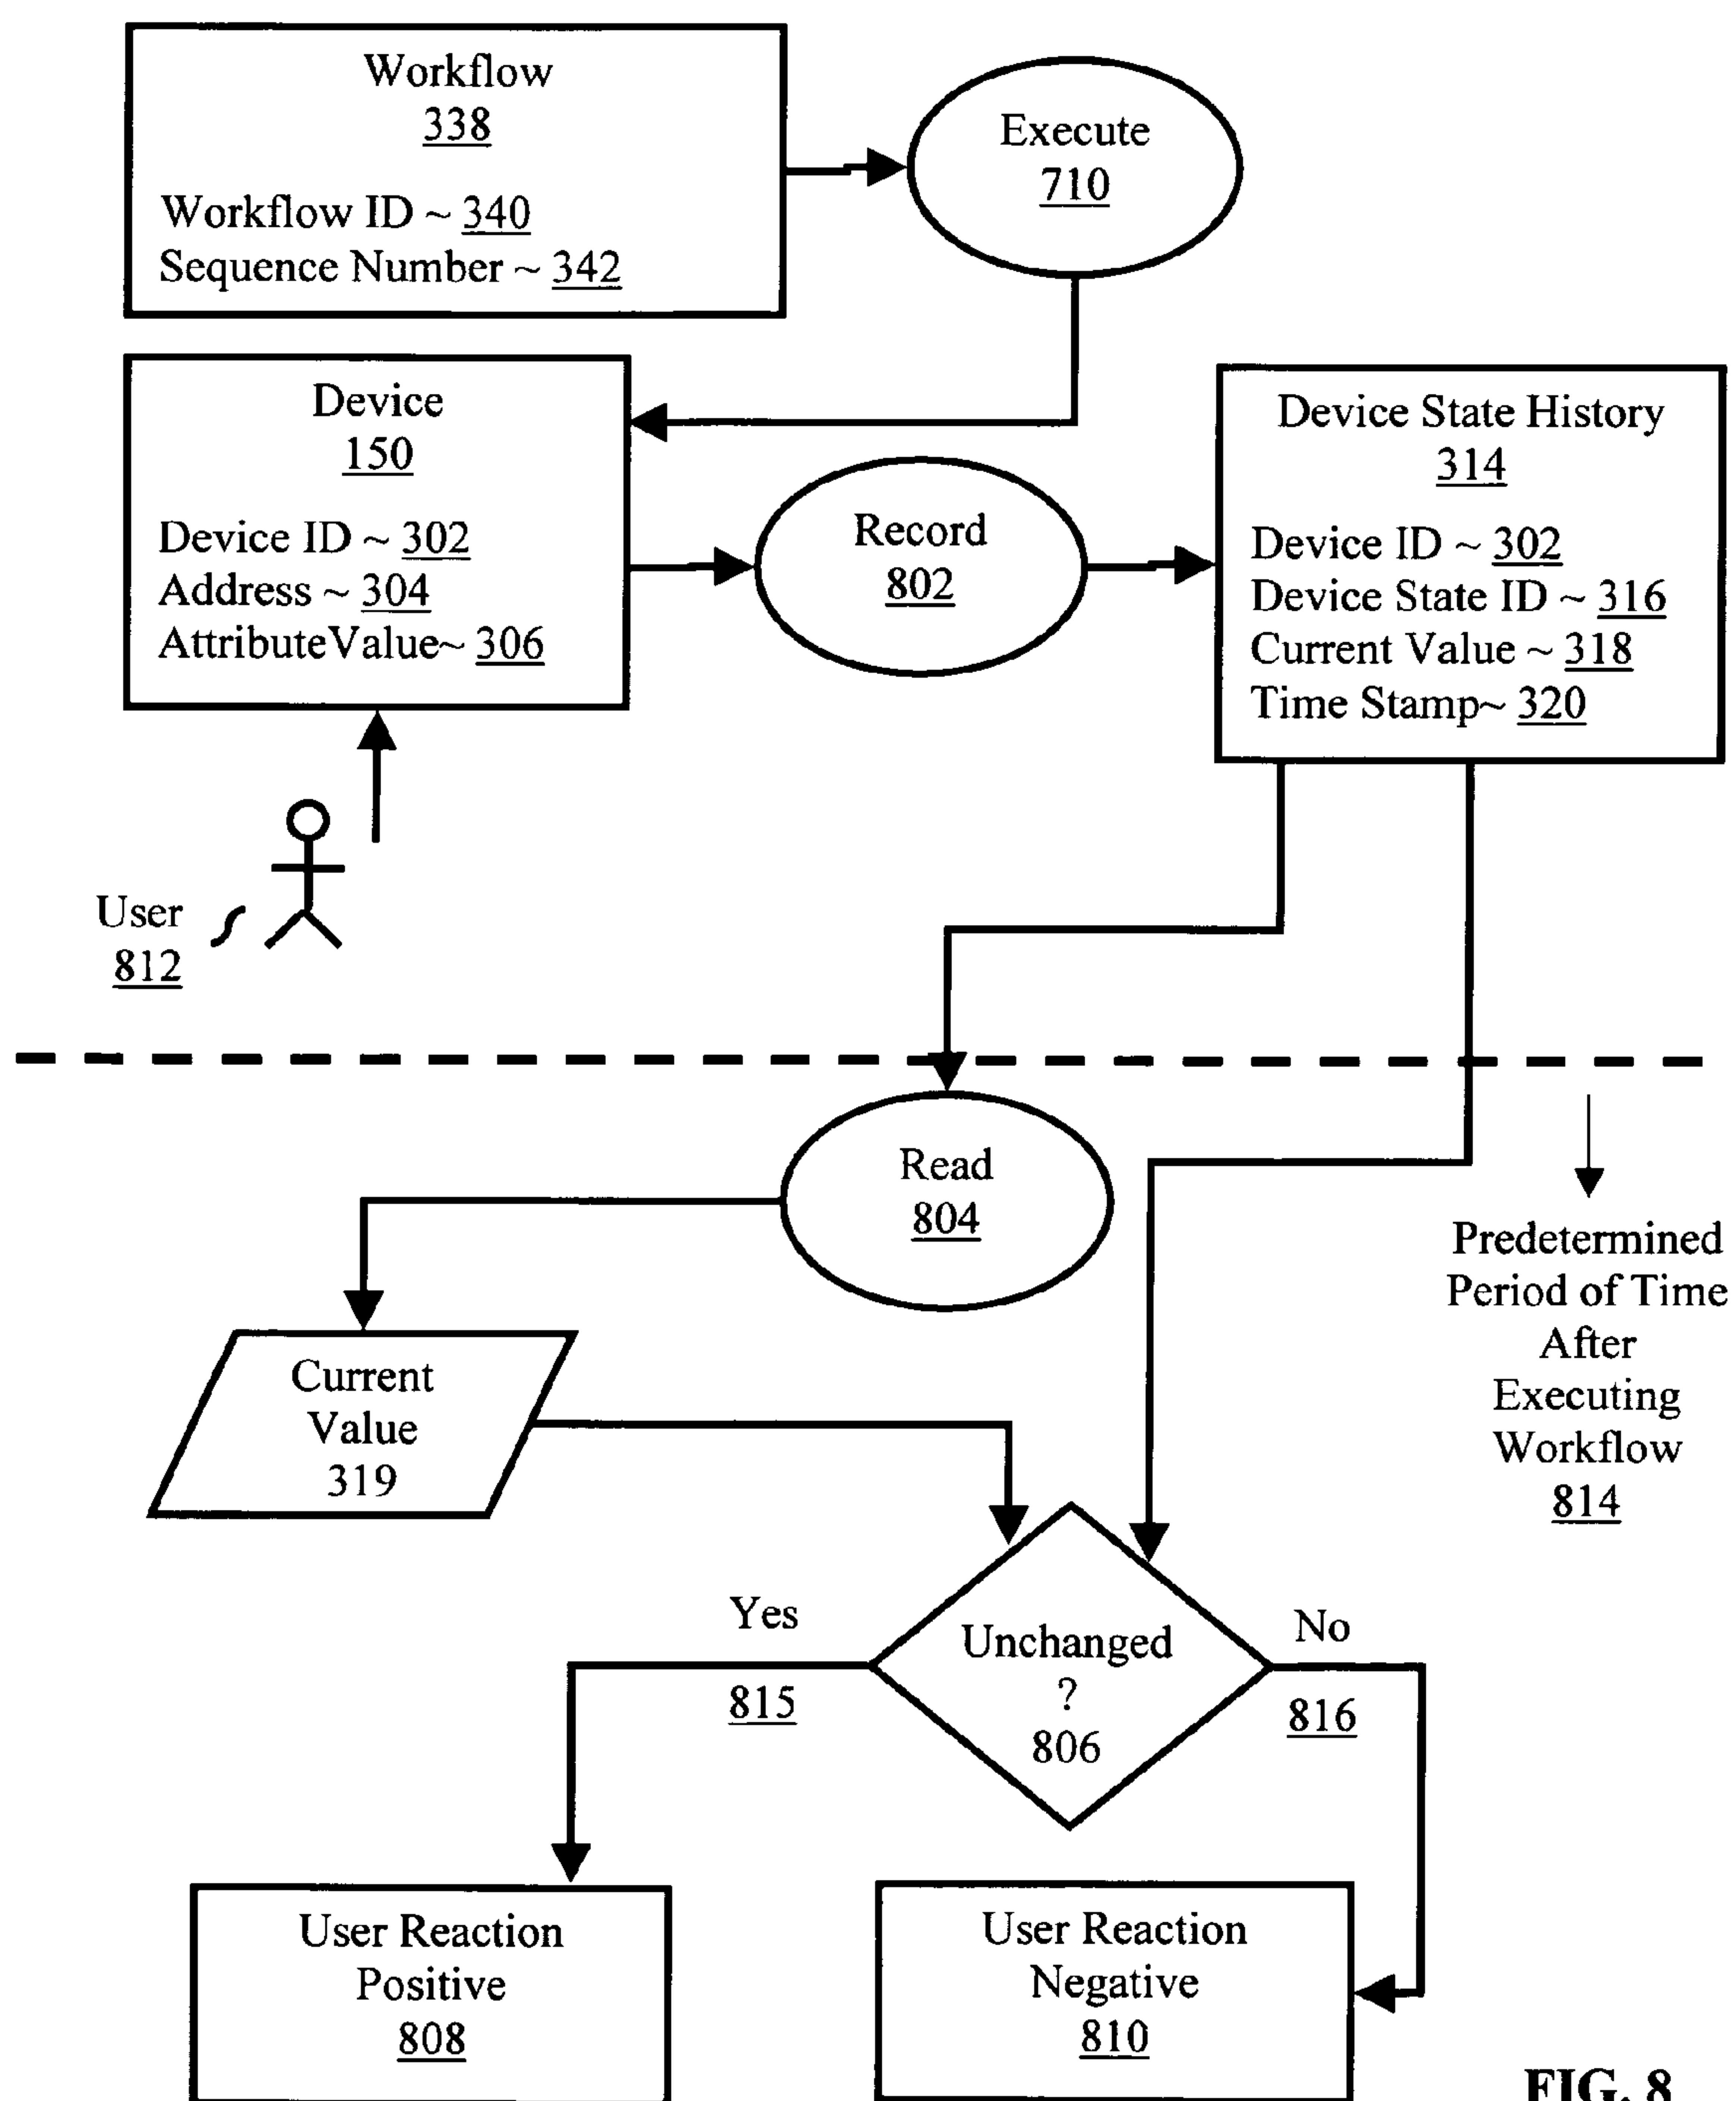 Workflow
338
Workflow ID ~ 340
Sequence Number ~ 342
Execute
710
Device
150
Device ID ~ 302
Address ~ 304
AttributeValue~ 306
Record
802
Device State History
314
Device ID ~ 302
Device State ID ~ 316
Current Value ~ 318
Time Stamp~ 320
User
812
Read
804
Predetermined
Period of Time
After
Executing
Workflow
814
Current
Value
319
Yes
815
Unchanged
?
806
No
816
User Reaction
Positive
808
User Reaction
Negative
810
FIG. 8